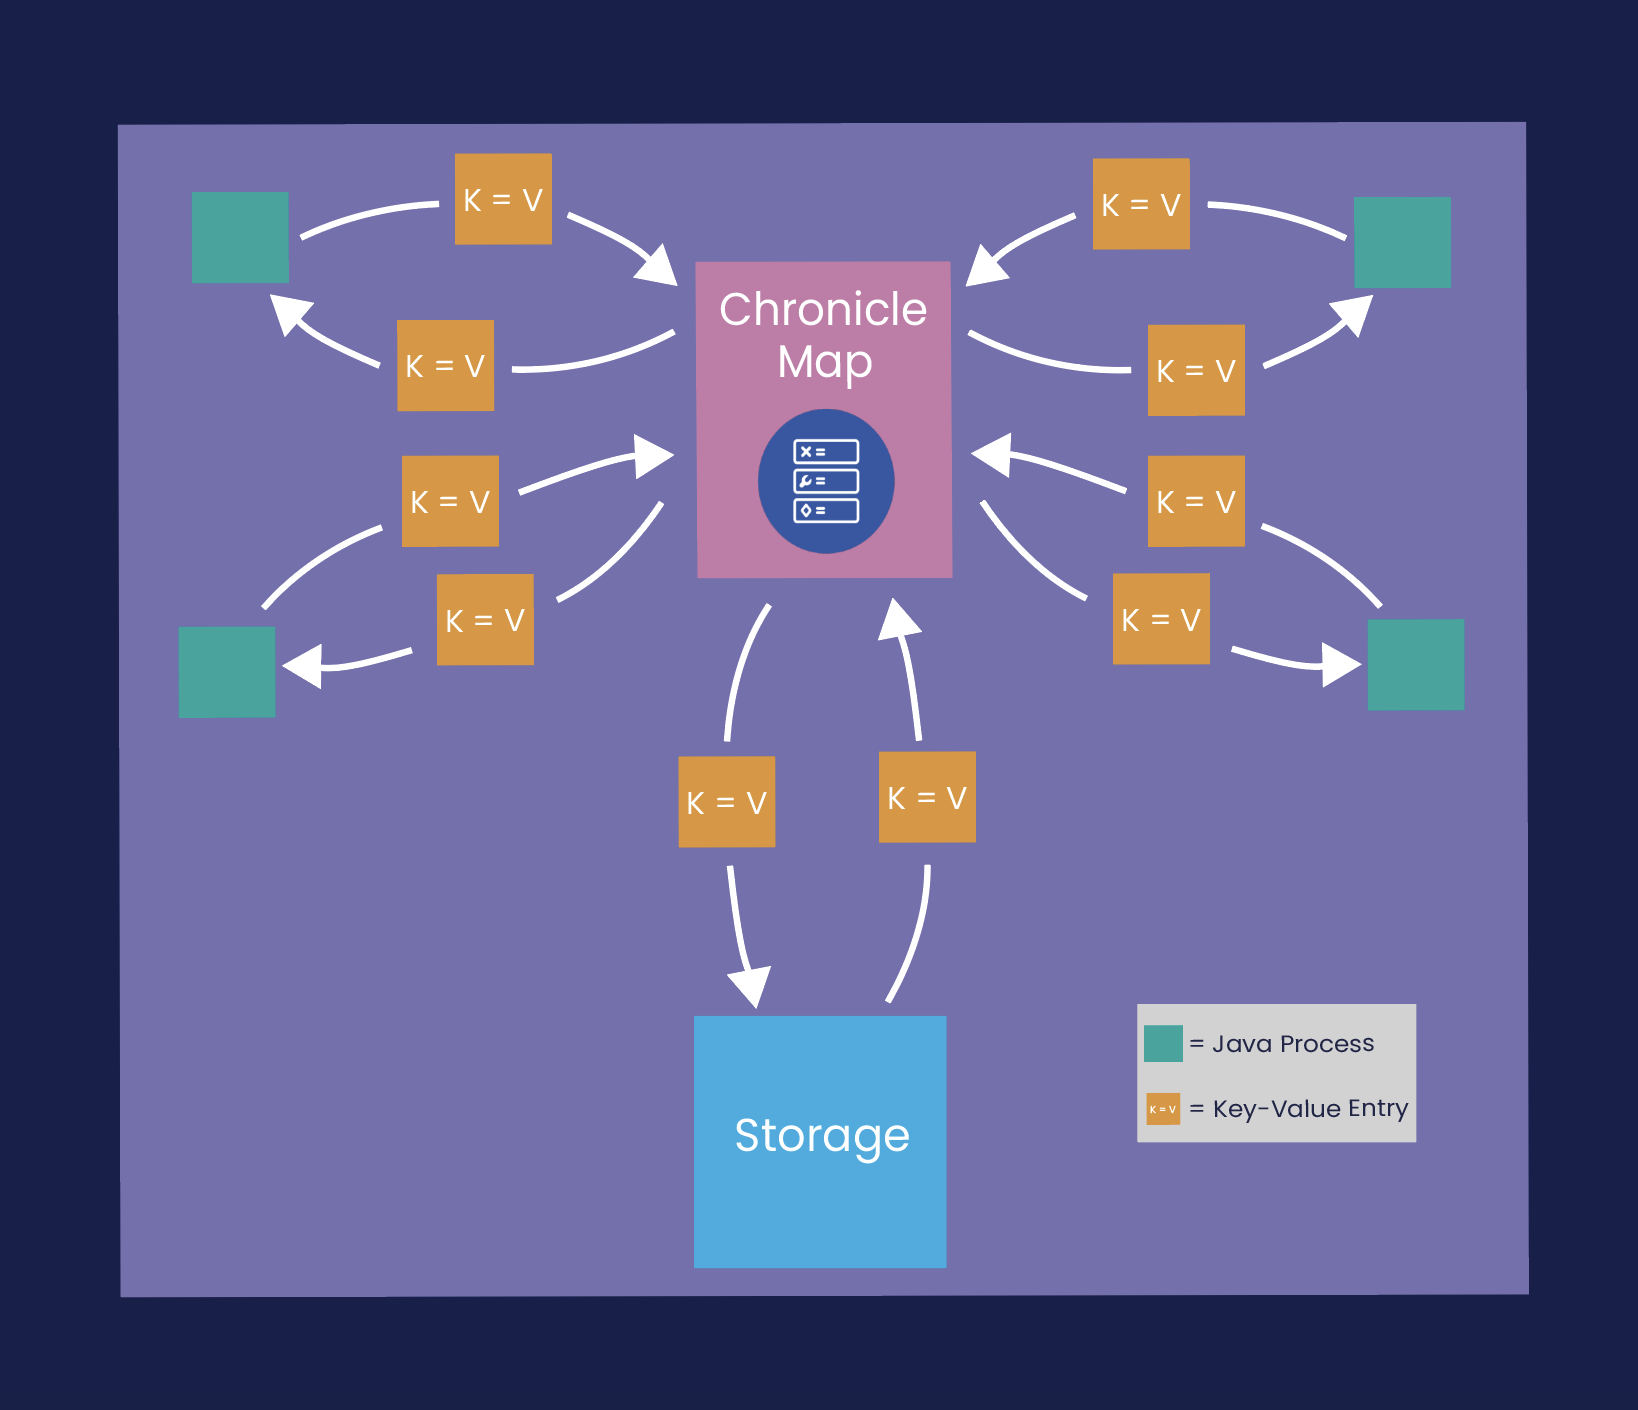 K = V
K = V
Chronicle
Map
K = V
K = V
K = V
K = V
K = V
K = V
x =
=
◇ =
K = V
K = V
Storage
= Java Process
K = V = Key-Value Entry